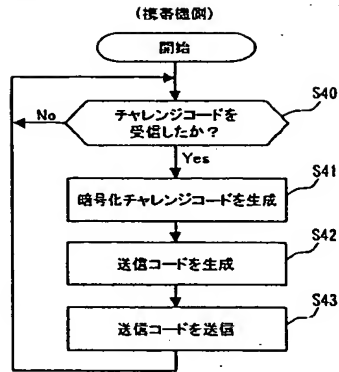 (携帯機側)
開始
S40
チャレンジコードを
受信したか?
No
Yes
S41
暗号化チャレンジコードを生成
S42
送信コードを生成
S43
送信コードを送信